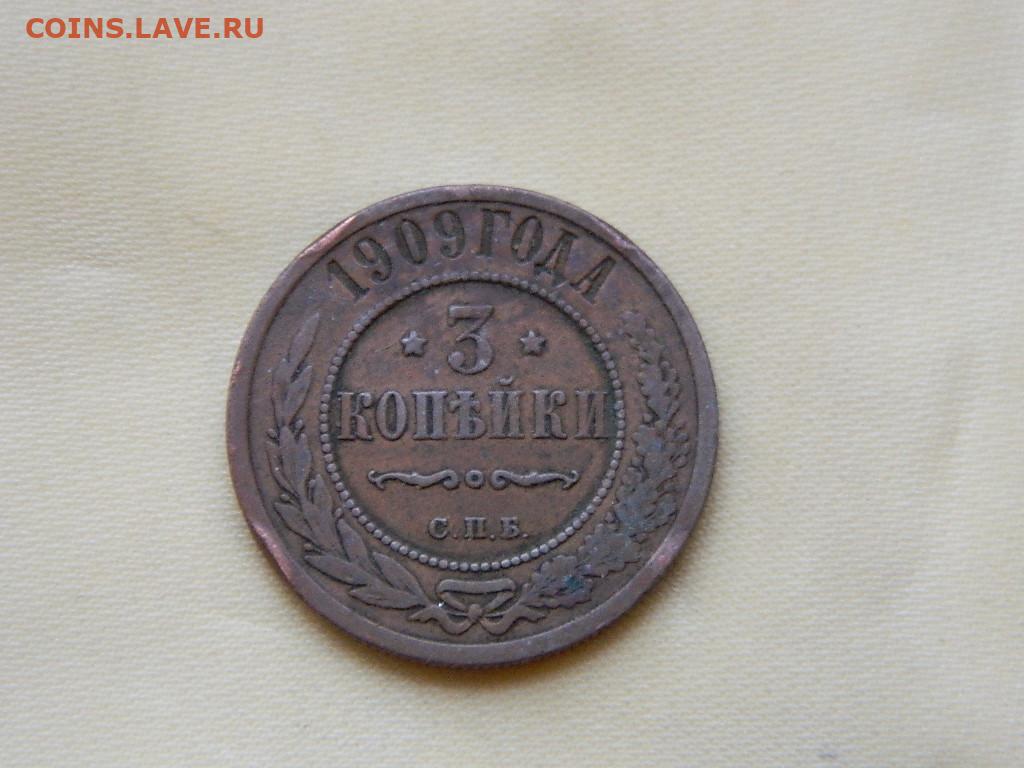 COINS.LAVE.RU
1909 ГОДА
3
КОПѢЙКИ
С.П.Б.